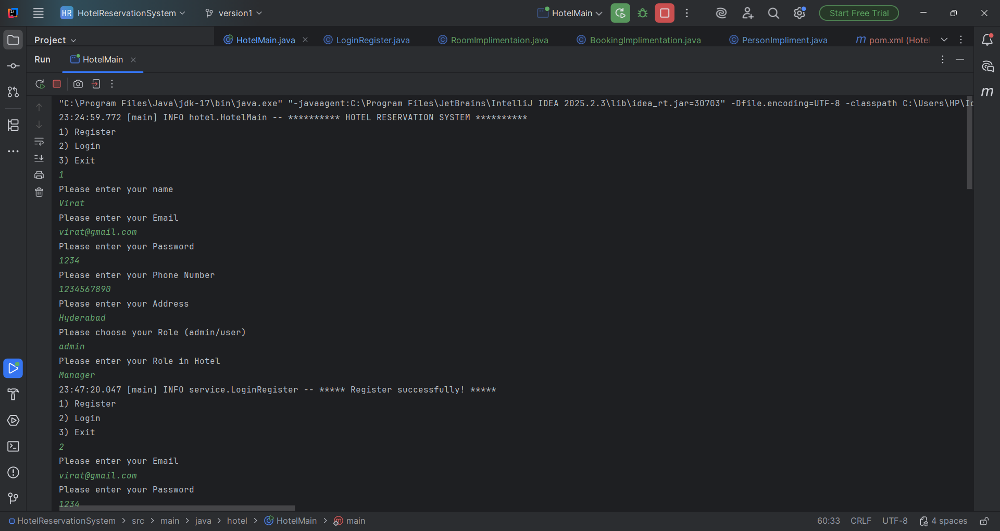 HR HotelReservationSystem version1 HotelMain Start Free Trial
Project HotelMain.java LoginRegister.java RoomImplimentaion.java BookingImplimentation.java PersonImpliment.java m pom.xml (Hotel
Run HotelMain
"C:\Program Files\Java\jdk-17\bin\java.exe" "-javaagent:C:\Program Files\JetBrains\IntelliJ IDEA 2025.2.3\lib\idea_rt.jar=30703" -Dfile.encoding=UTF-8 -classpath C:\Users\HP\Id
23:24:59.772 [main] INFO hotel.HotelMain -- ********** HOTEL RESERVATION SYSTEM **********
1) Register
2) Login
3) Exit
1
Please enter your name
Virat
Please enter your Email
virat@gmail.com
Please enter your Password
1234
Please enter your Phone Number
1234567890
Please enter your Address
Hyderabad
Please choose your Role (admin/user)
admin
Please enter your Role in Hotel
Manager
23:47:20.047 [main] INFO service.LoginRegister -- ***** Register successfully! *****
1) Register
2) Login
3) Exit
2
Please enter your Email
virat@gmail.com
Please enter your Password
1234
HotelReservationSystem > src > main > java > hotel > HotelMain > main 60:33 CRLF UTF-8 4 spaces